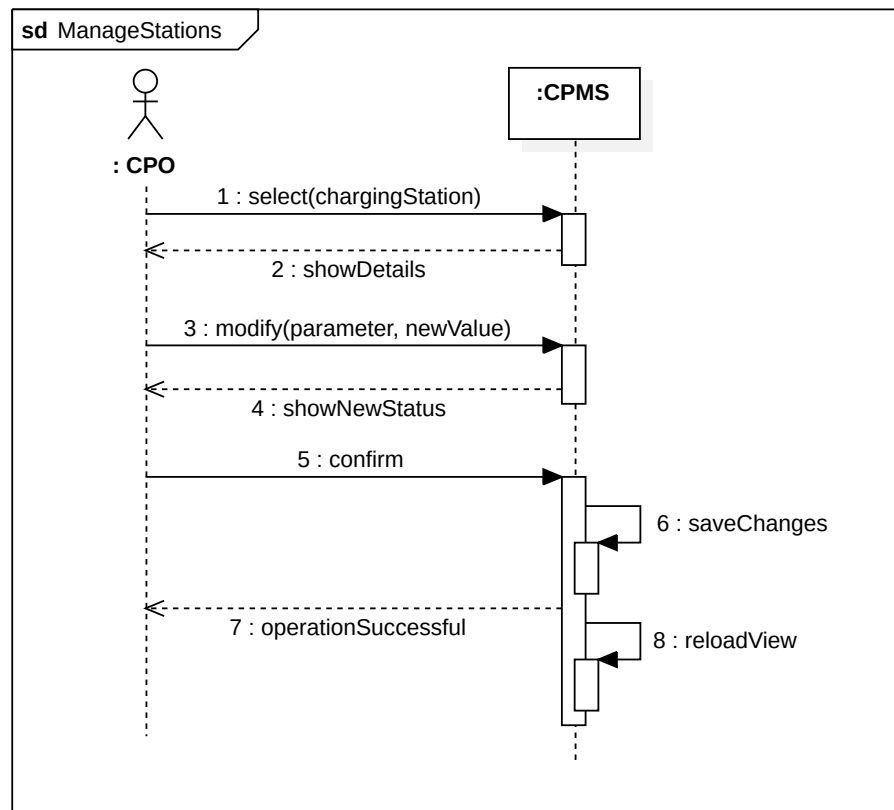 sd ManageStations
:CPMS
: CPO
1 : select(chargingStation)
2 : showDetails
3 : modify(parameter, newValue)
4 : showNewStatus
5 : confirm
6 : saveChanges
7 : operationSuccessful
8 : reloadView